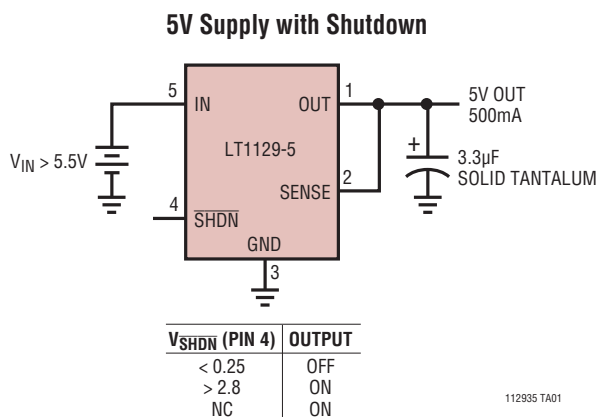 5V Supply with Shutdown
5
IN
OUT
1
5V OUT
500mA
LT1129-5
VIN > 5.5V
+
3.3µF
SOLID TANTALUM
2
SENSE
4
SHDN
GND
3
VSHDN (PIN 4) OUTPUT
< 0.25 OFF
> 2.8 ON
NC ON
112935 TA01